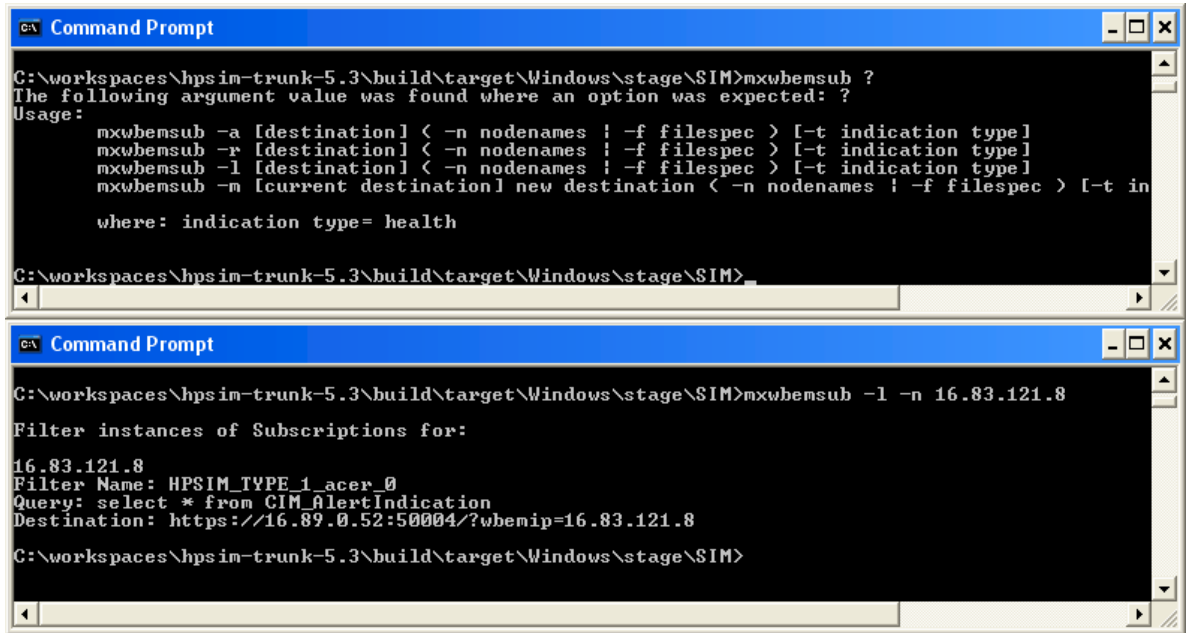 Command Prompt
C:\workspaces\hpsim-trunk-5.3\build\target\Windows\stage\SIM>mxwbemsub ?
The following argument value was found where an option was expected: ?
Usage:
mxwbemsub -a [destination] ( -n nodenames ¦ -f filespec ) [-t indication type]
mxwbemsub -r [destination] ( -n nodenames ¦ -f filespec ) [-t indication type]
mxwbemsub -l [destination] ( -n nodenames ¦ -f filespec ) [-t indication type]
mxwbemsub -m [current destination] new destination ( -n nodenames ¦ -f filespec ) [-t in
where: indication type= health
C:\workspaces\hpsim-trunk-5.3\build\target\Windows\stage\SIM>_
Command Prompt
C:\workspaces\hpsim-trunk-5.3\build\target\Windows\stage\SIM>mxwbemsub -l -n 16.83.121.8
Filter instances of Subscriptions for:
16.83.121.8
Filter Name: HPSIM_TYPE_1_acer_0
Query: select * from CIM_AlertIndication
Destination: https://16.89.0.52:50004/?wbemip=16.83.121.8
C:\workspaces\hpsim-trunk-5.3\build\target\Windows\stage\SIM>